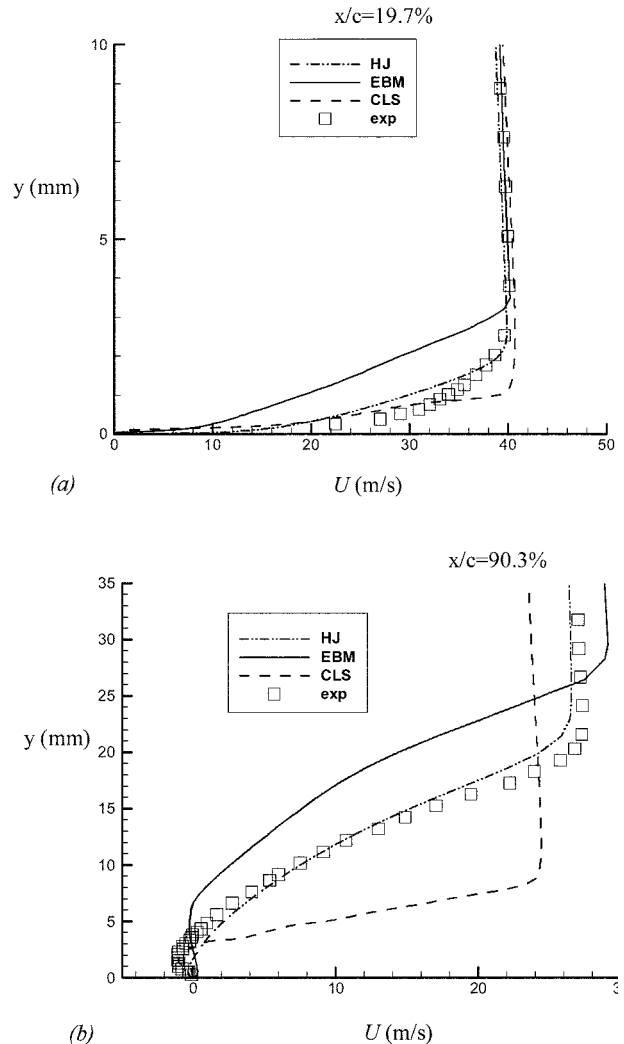 x/c=19.7%
10
HJ
EBM
CLS
exp
y (mm)
5
0
0 10 20 30 40 50
(a) U (m/s)
x/c=90.3%
35
30
HJ
EBM
CLS
exp
25
y (mm)
20
15
10
5
0
0 10 20 3
(b) U (m/s)